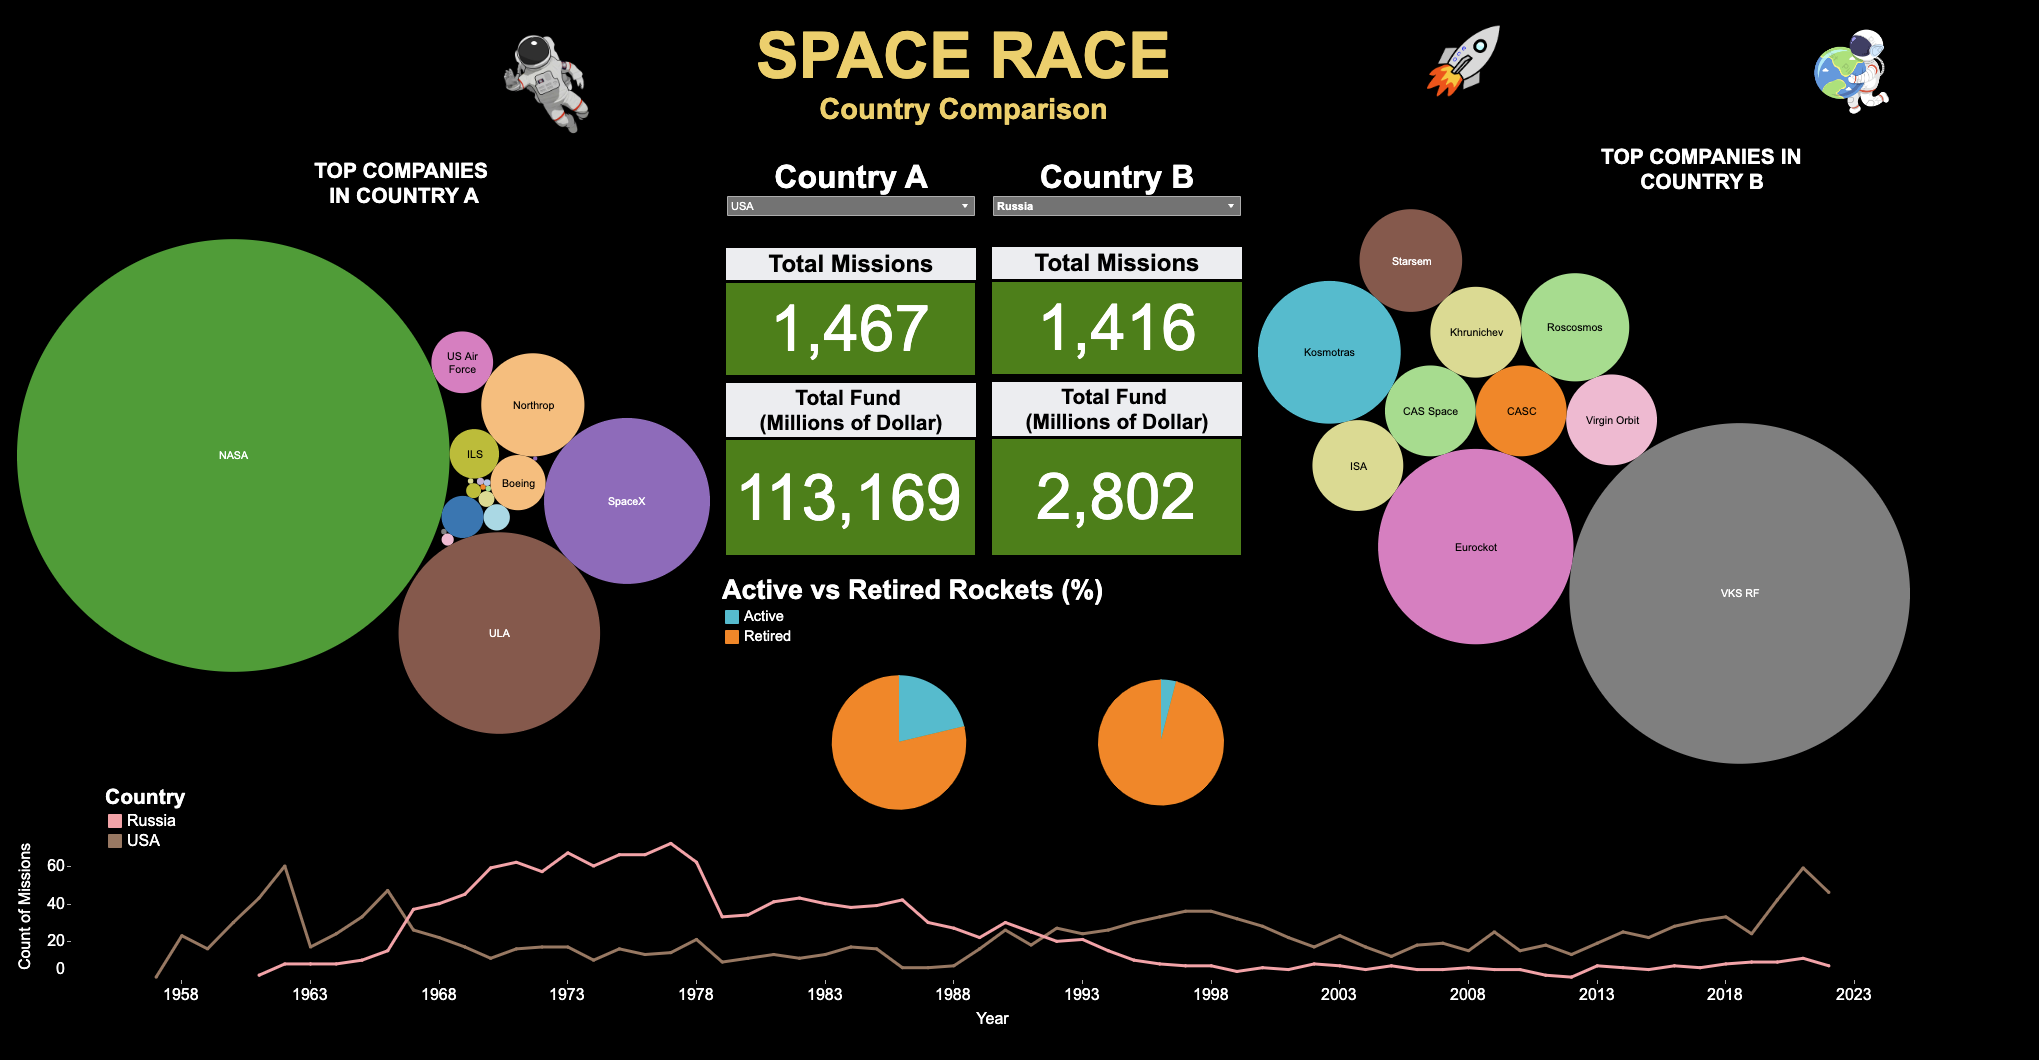 SPACE RACE
Country Comparison
TOP COMPANIES
IN COUNTRY A
TOP COMPANIES IN
COUNTRY B
Country A
USA
Country B
Russia
Total Missions
1,467
Total Missions
1,416
Total Fund
(Millions of Dollar)
113,169
Total Fund
(Millions of Dollar)
2,802
NASA
US Air
Force
Northrop
ILS
Boeing
SpaceX
ULA
Starsem
Kosmotras
Khrunichev
Roscosmos
CAS Space
CASC
Virgin Orbit
ISA
Eurockot
VKS RF
Active vs Retired Rockets (%)
Active
Retired
Country
Russia
USA
Count of Missions
60
40
20
0
1958 1963 1968 1973 1978 1983 1988 1993 1998 2003 2008 2013 2018 2023
Year